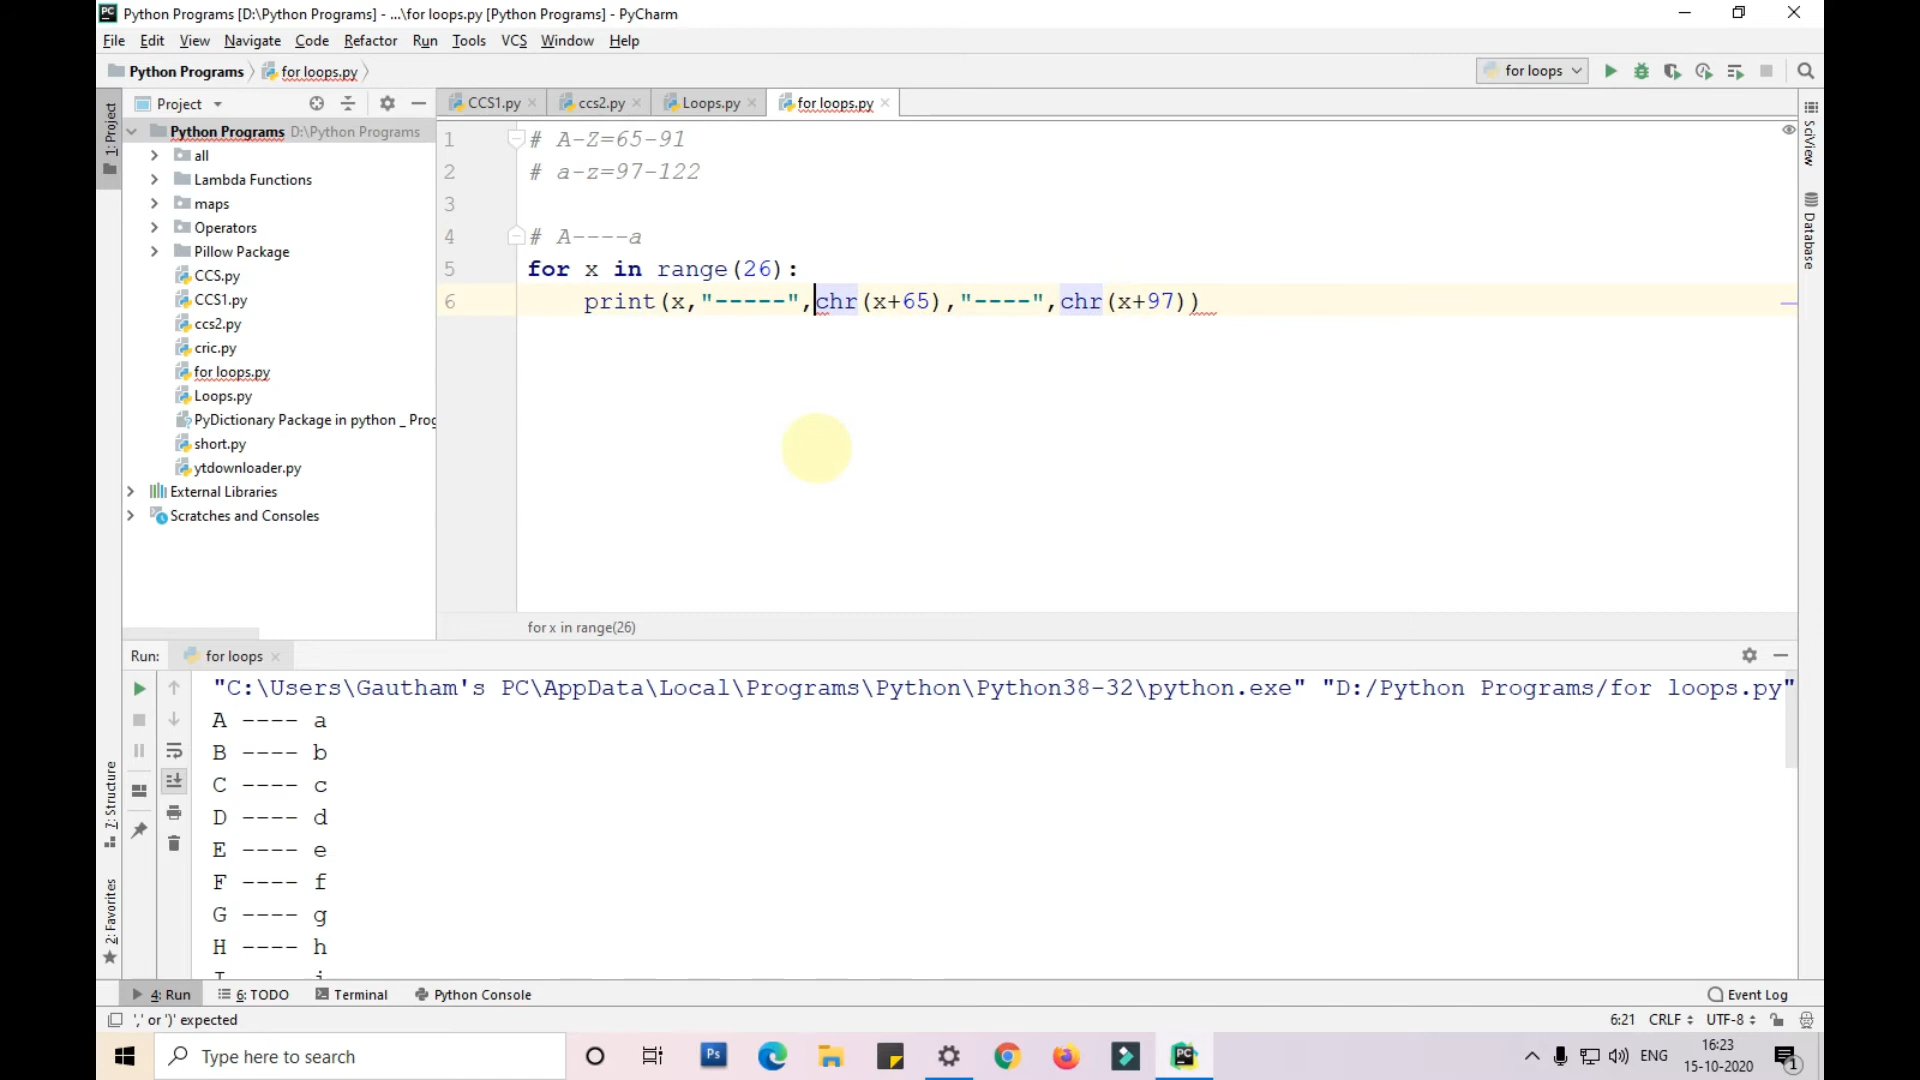 Python Programs [D:\Python Programs] - ...\for loops.py [Python Programs] - PyCharm
File Edit View Navigate Code Refactor Run Tools VCS Window Help
Python Programs for loops.py
for loops
1: Project
Project
CCS1.py ccs2.py Loops.py for loops.py
Python Programs D:\Python Programs
all
Lambda Functions
maps
Operators
Pillow Package
CCS.py
CCS1.py
ccs2.py
cric.py
for loops.py
Loops.py
PyDictionary Package in python _ Prog
short.py
ytdownloader.py
External Libraries
Scratches and Consoles
1 # A-Z=65-91
2 # a-z=97-122
3
4 # A----a
5 for x in range(26):
6 print(x,"-----",chr(x+65),"----",chr(x+97))
for x in range(26)
SciView
Database
Run: for loops
"C:\Users\Gautham's PC\AppData\Local\Programs\Python\Python38-32\python.exe" "D:/Python Programs/for loops.py"
A ---- a
B ---- b
C ---- c
D ---- d
E ---- e
F ---- f
G ---- g
H ---- h
7: Structure
2: Favorites
4: Run 6: TODO Terminal Python Console Event Log
',' or ')' expected 6:21 CRLF UTF-8
Type here to search
Ps
PC
ENG
16:23
15-10-2020
1